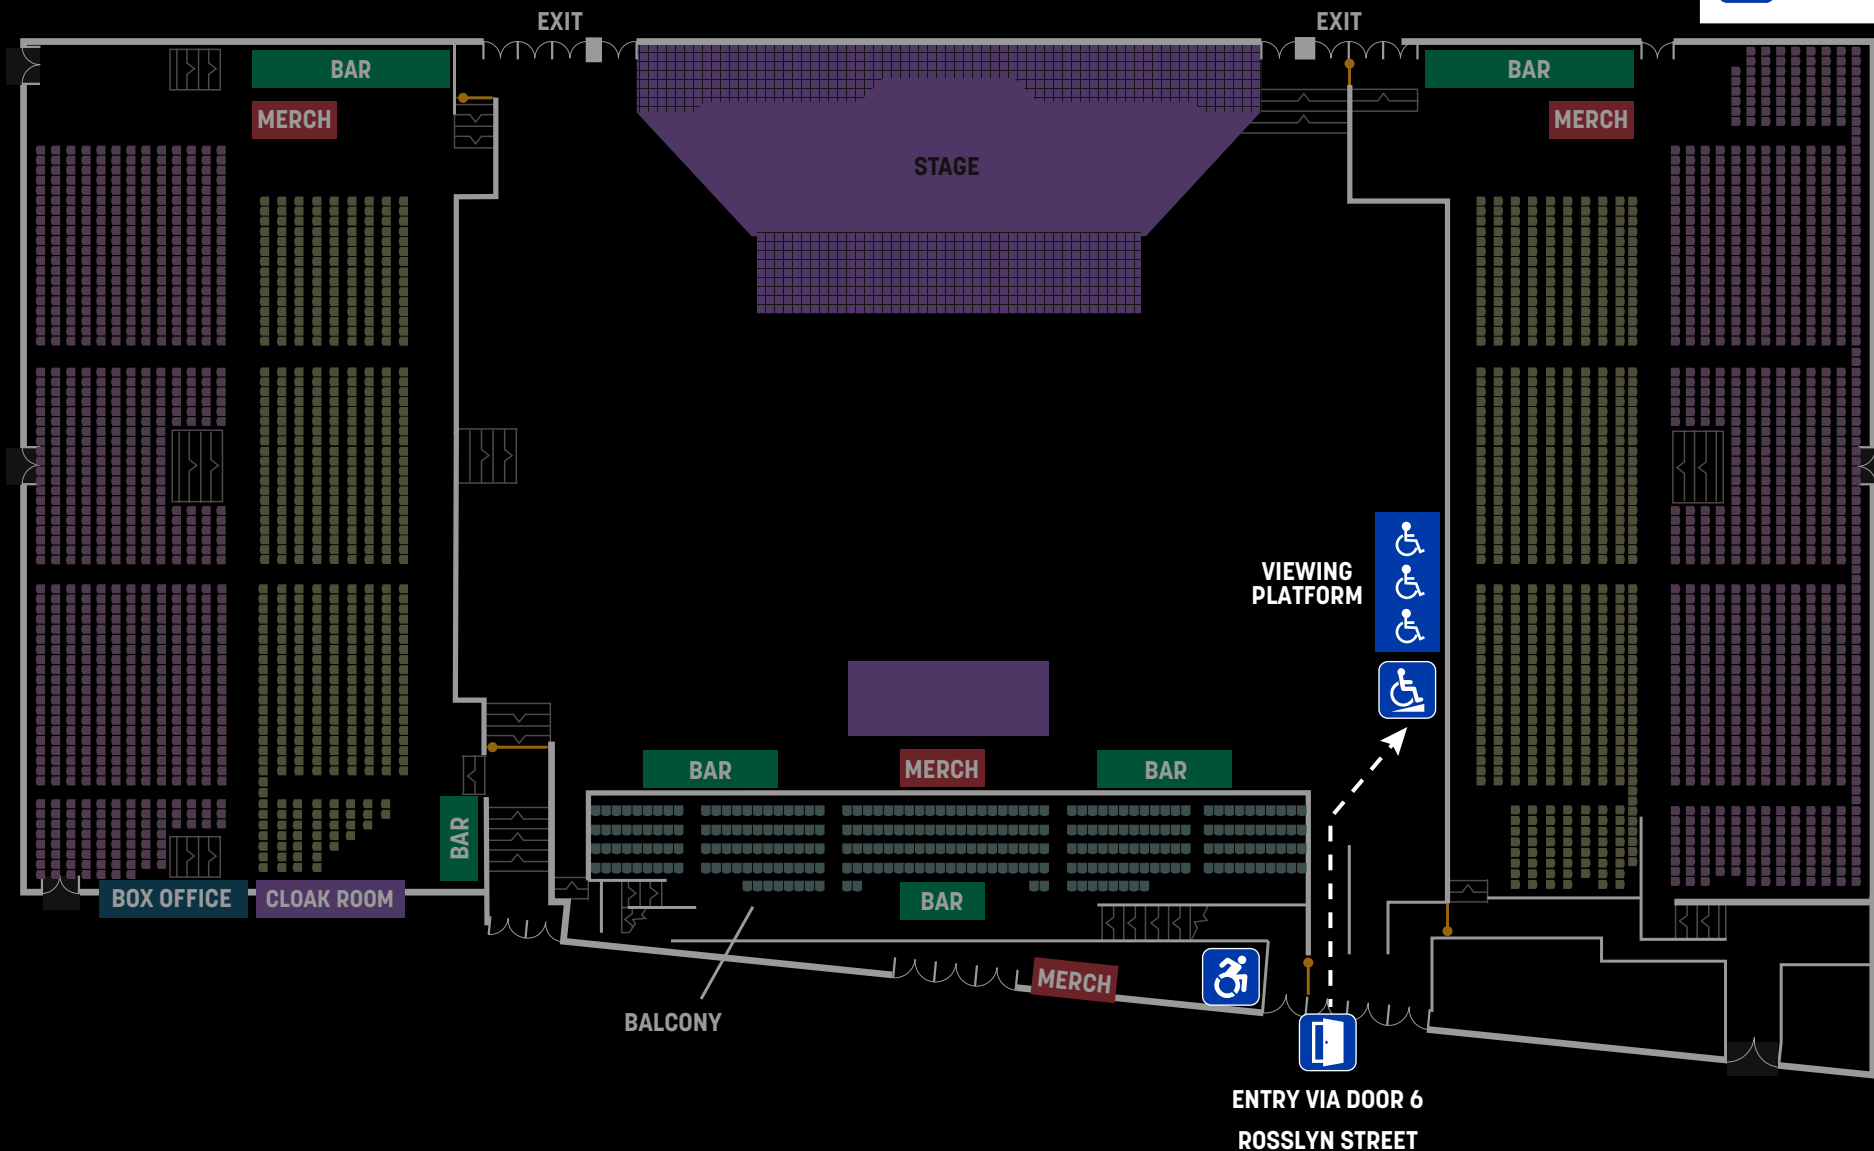 EXIT
EXIT
BAR
BAR
MERCH
MERCH
STAGE
VIEWING
PLATFORM
BAR
MERCH
BAR
BAR
BOX OFFICE
CLOAK ROOM
BAR
MERCH
BALCONY
ENTRY VIA DOOR 6
ROSSLYN STREET